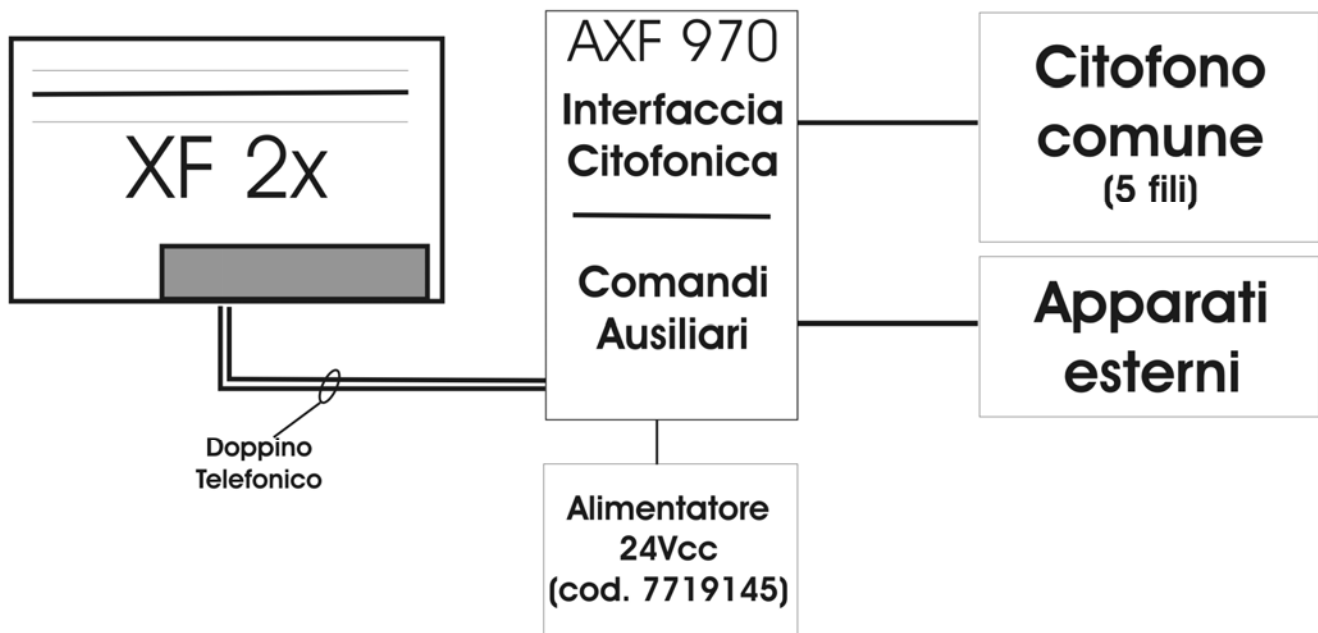 XF 2x
Doppino
Telefonico
AXF 970
Interfaccia
Citofonica
Comandi
Ausiliari
Alimentatore
24Vcc
(cod. 7719145)
Citofono
comune
(5 fili)
Apparati
esterni